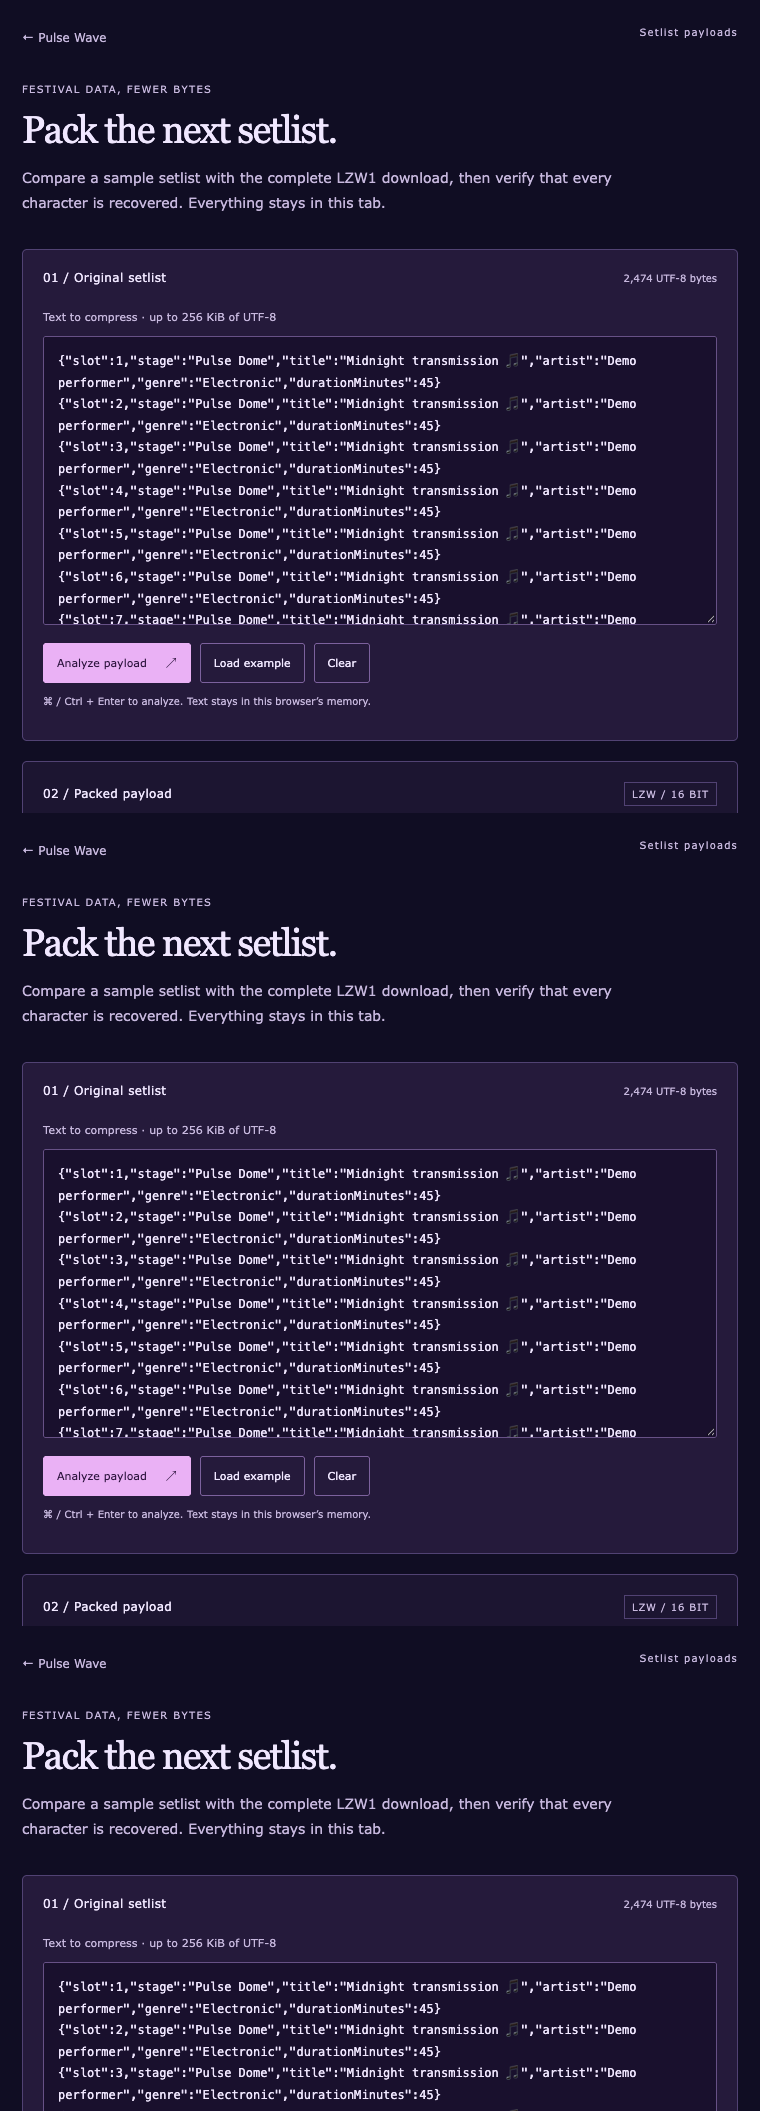 ← Pulse Wave
Setlist payloads
FESTIVAL DATA, FEWER BYTES
Pack the next setlist.
Compare a sample setlist with the complete LZW1 download, then verify that every
character is recovered. Everything stays in this tab.
01 / Original setlist
2,474 UTF-8 bytes
Text to compress · up to 256 KiB of UTF-8
{"slot":1,"stage":"Pulse Dome","title":"Midnight transmission 🎵","artist":"Demo
performer","genre":"Electronic","durationMinutes":45}
{"slot":2,"stage":"Pulse Dome","title":"Midnight transmission 🎵","artist":"Demo
performer","genre":"Electronic","durationMinutes":45}
{"slot":3,"stage":"Pulse Dome","title":"Midnight transmission 🎵","artist":"Demo
performer","genre":"Electronic","durationMinutes":45}
{"slot":4,"stage":"Pulse Dome","title":"Midnight transmission 🎵","artist":"Demo
performer","genre":"Electronic","durationMinutes":45}
{"slot":5,"stage":"Pulse Dome","title":"Midnight transmission 🎵","artist":"Demo
performer","genre":"Electronic","durationMinutes":45}
{"slot":6,"stage":"Pulse Dome","title":"Midnight transmission 🎵","artist":"Demo
performer","genre":"Electronic","durationMinutes":45}
{"slot":7,"stage":"Pulse Dome","title":"Midnight transmission 🎵","artist":"Demo
Analyze payload ↗
Load example
Clear
⌘ / Ctrl + Enter to analyze. Text stays in this browser’s memory.
02 / Packed payload
LZW / 16 BIT
← Pulse Wave
Setlist payloads
FESTIVAL DATA, FEWER BYTES
Pack the next setlist.
Compare a sample setlist with the complete LZW1 download, then verify that every
character is recovered. Everything stays in this tab.
01 / Original setlist
2,474 UTF-8 bytes
Text to compress · up to 256 KiB of UTF-8
{"slot":1,"stage":"Pulse Dome","title":"Midnight transmission 🎵","artist":"Demo
performer","genre":"Electronic","durationMinutes":45}
{"slot":2,"stage":"Pulse Dome","title":"Midnight transmission 🎵","artist":"Demo
performer","genre":"Electronic","durationMinutes":45}
{"slot":3,"stage":"Pulse Dome","title":"Midnight transmission 🎵","artist":"Demo
performer","genre":"Electronic","durationMinutes":45}
{"slot":4,"stage":"Pulse Dome","title":"Midnight transmission 🎵","artist":"Demo
performer","genre":"Electronic","durationMinutes":45}
{"slot":5,"stage":"Pulse Dome","title":"Midnight transmission 🎵","artist":"Demo
performer","genre":"Electronic","durationMinutes":45}
{"slot":6,"stage":"Pulse Dome","title":"Midnight transmission 🎵","artist":"Demo
performer","genre":"Electronic","durationMinutes":45}
{"slot":7,"stage":"Pulse Dome","title":"Midnight transmission 🎵","artist":"Demo
Analyze payload ↗
Load example
Clear
⌘ / Ctrl + Enter to analyze. Text stays in this browser’s memory.
02 / Packed payload
LZW / 16 BIT
← Pulse Wave
Setlist payloads
FESTIVAL DATA, FEWER BYTES
Pack the next setlist.
Compare a sample setlist with the complete LZW1 download, then verify that every
character is recovered. Everything stays in this tab.
01 / Original setlist
2,474 UTF-8 bytes
Text to compress · up to 256 KiB of UTF-8
{"slot":1,"stage":"Pulse Dome","title":"Midnight transmission 🎵","artist":"Demo
performer","genre":"Electronic","durationMinutes":45}
{"slot":2,"stage":"Pulse Dome","title":"Midnight transmission 🎵","artist":"Demo
performer","genre":"Electronic","durationMinutes":45}
{"slot":3,"stage":"Pulse Dome","title":"Midnight transmission 🎵","artist":"Demo
performer","genre":"Electronic","durationMinutes":45}